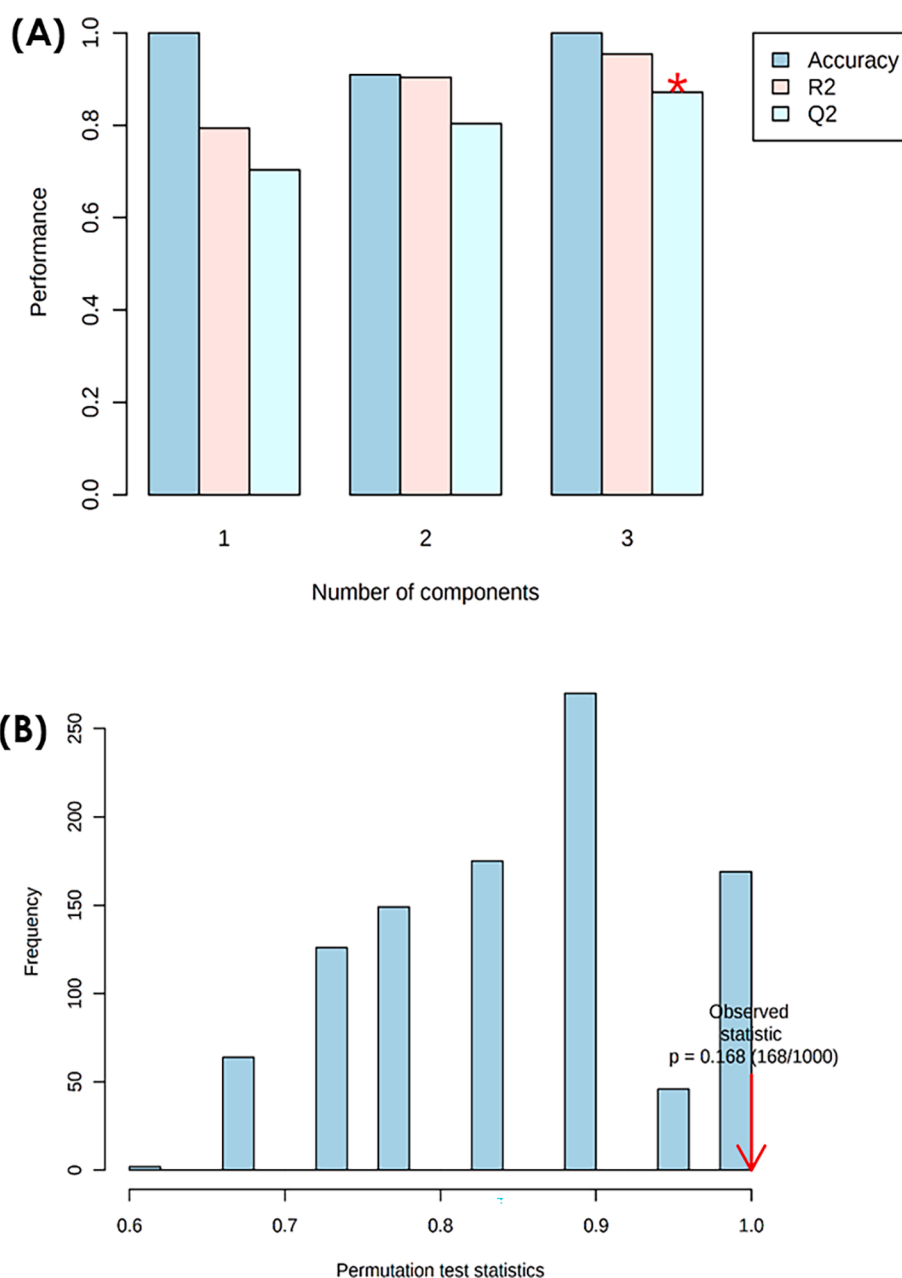 (A)
1.0
0.8
0.6
0.4
0.2
0.0
Performance
1
2
3
Number of components
*
Accuracy
R2
Q2
(B)
250
200
150
100
50
0
Frequency
Observed
statistic
p = 0.168 (168/1000)
0.6
0.7
0.8
0.9
1.0
Permutation test statistics